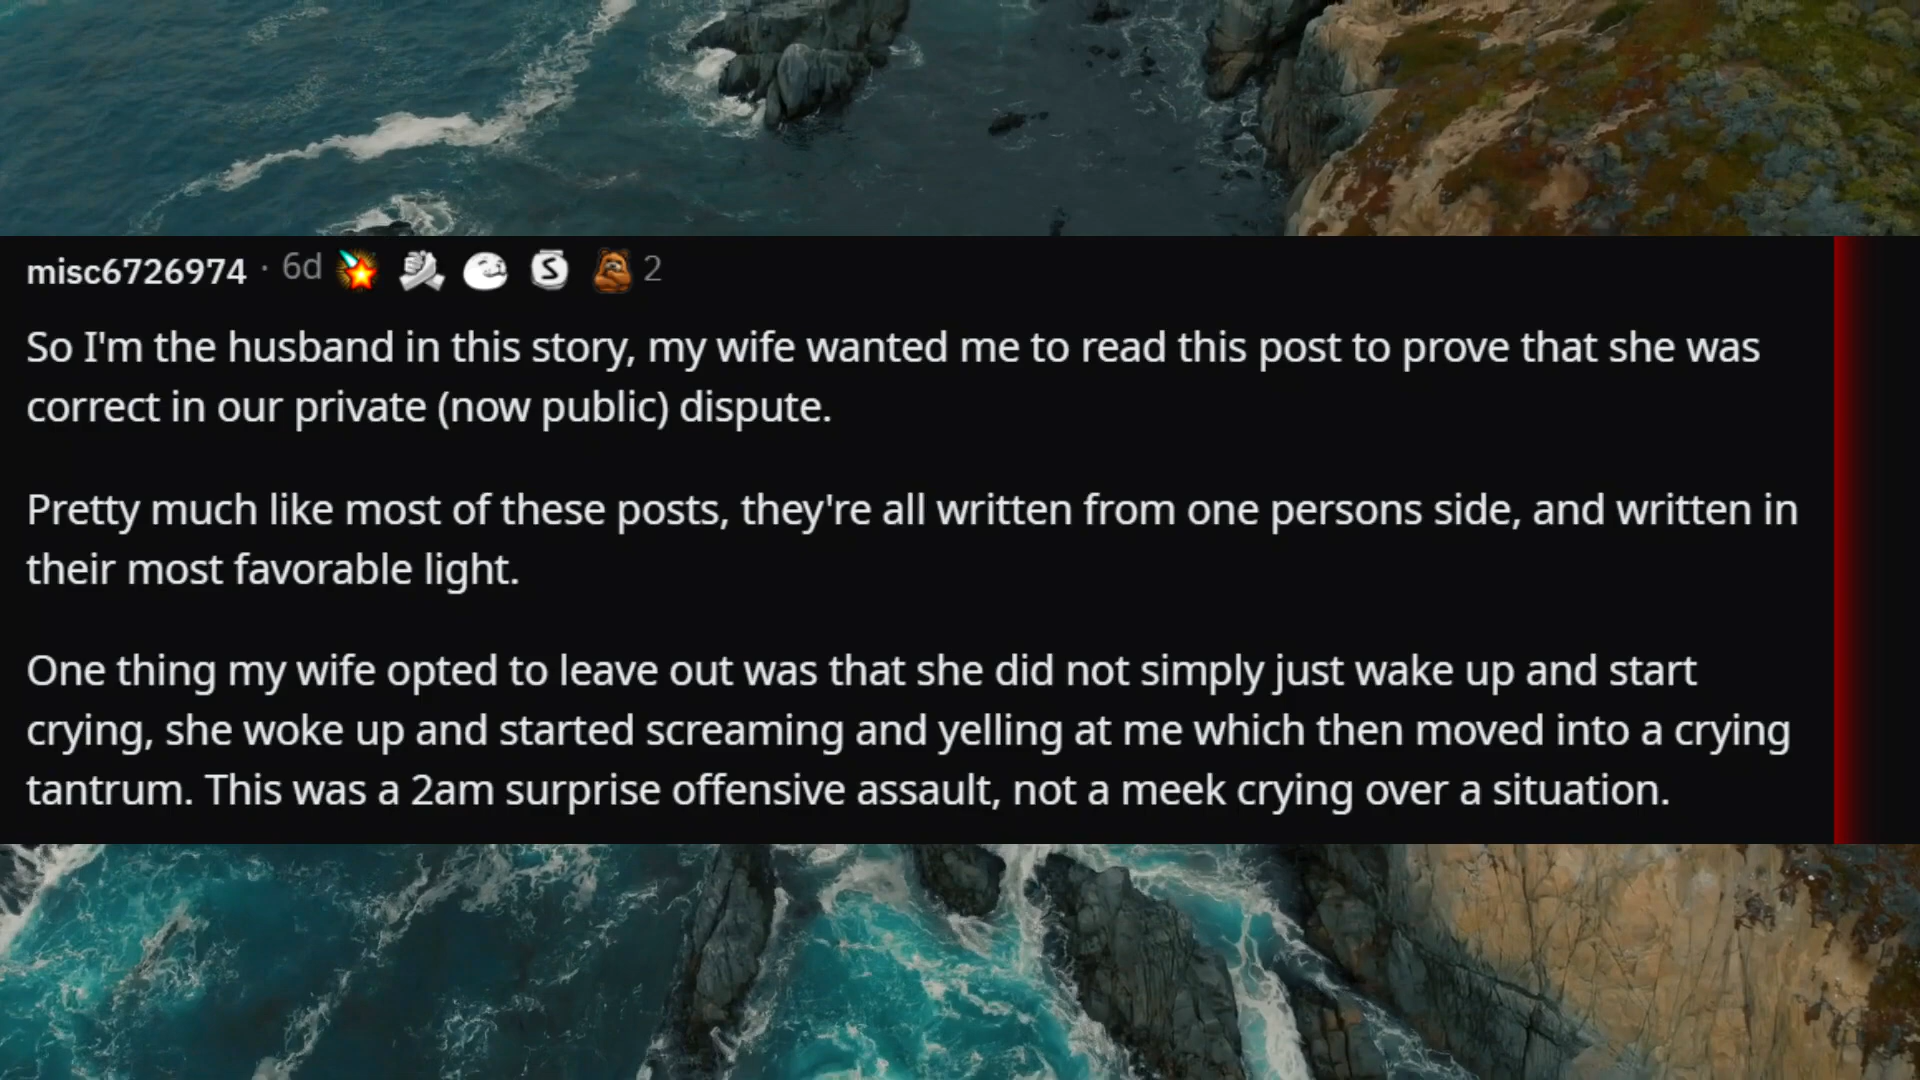 misc6726974 · 6d 2
So I'm the husband in this story, my wife wanted me to read this post to prove that she was
correct in our private (now public) dispute.
Pretty much like most of these posts, they're all written from one persons side, and written in
their most favorable light.
One thing my wife opted to leave out was that she did not simply just wake up and start
crying, she woke up and started screaming and yelling at me which then moved into a crying
tantrum. This was a 2am surprise offensive assault, not a meek crying over a situation.